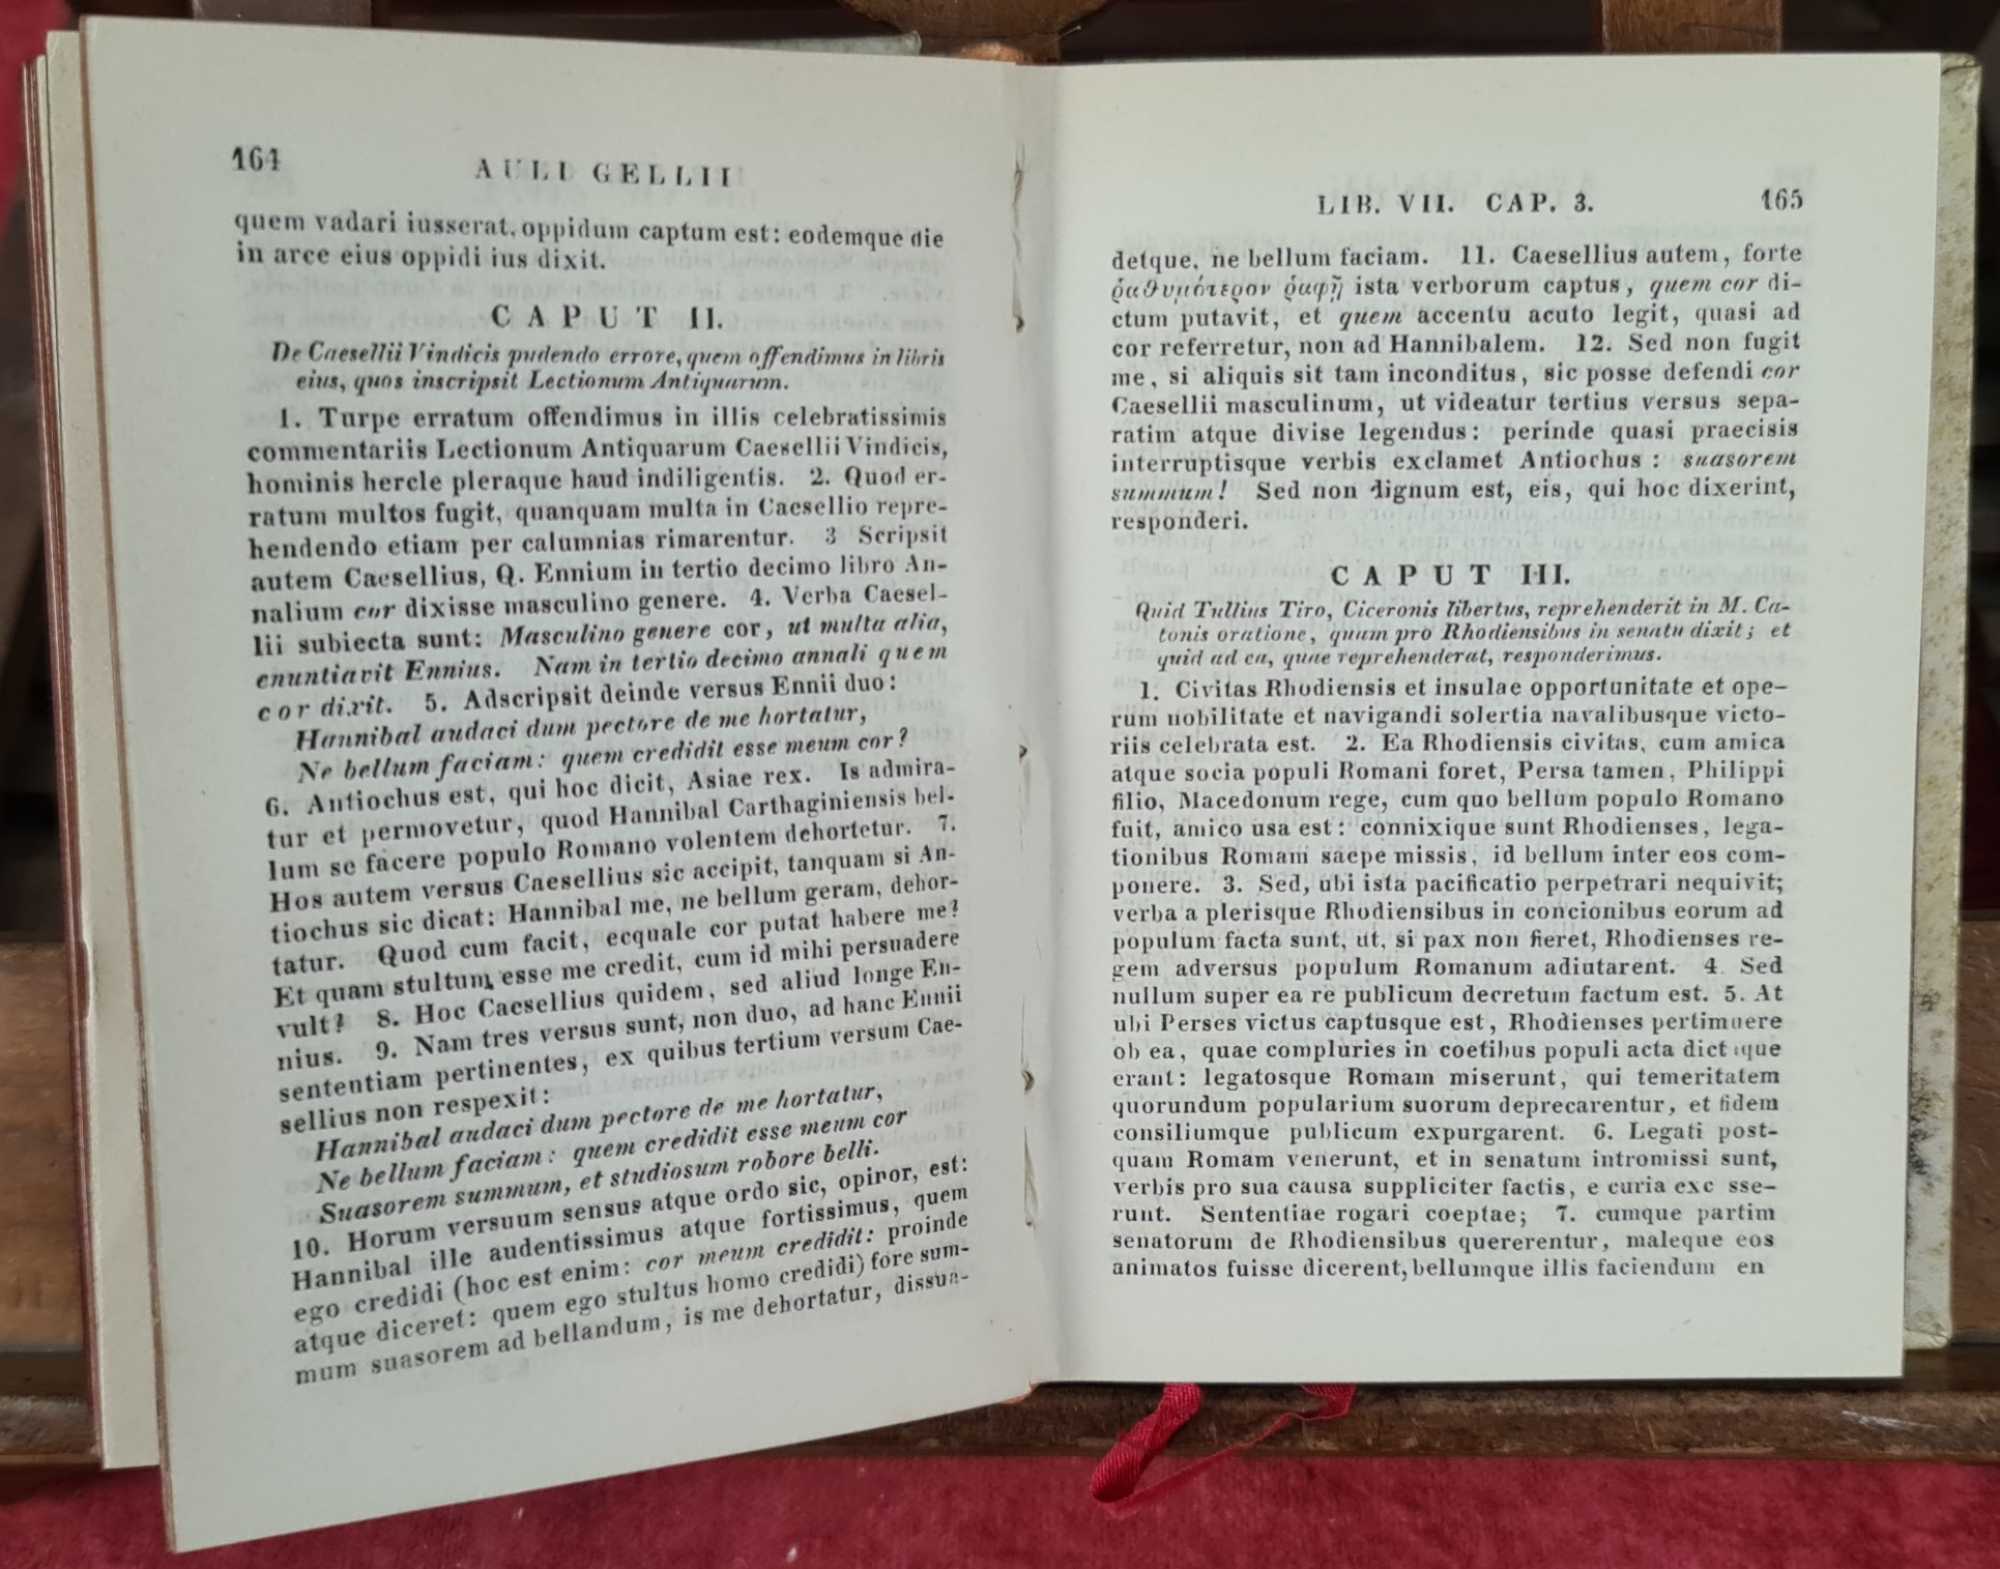 164
AULI GELLII
quem vadari iusserat, oppidum captum est: eodemque die
in arce eius oppidi ius dixit.
CAPUT II.
De Caesellii Vindicis pudendo errore, quem offendimus in libris
eius, quos inscripsit Lectionum Antiquarum.
1. Turpe erratum offendimus in illis celebratissimis
commentariis Lectionum Antiquarum Caesellii Vindicis,
hominis hercle pleraque haud indiligentis. 2. Quod er-
ratum multos fugit, quanquam multa in Caesellio repre-
hendendo etiam per calumnias rimarentur. 3 Scripsit
autem Caesellius, Q. Ennium in tertio decimo libro An-
nalium cor dixisse masculino genere. 4. Verba Caesel-
lii subiecta sunt: Masculino genere cor, ut multa alia,
enuntiavit Ennius. Nam in tertio decimo annali quem
cor dixit. 5. Adscripsit deinde versus Ennii duo:
Hannibal audaci dum pectore de me hortatur,
Ne bellum faciam: quem credidit esse meum cor?
6. Antiochus est, qui hoc dicit, Asiae rex. Is admira-
tur et permovetur, quod Hannibal Carthaginiensis bel-
lum se facere populo Romano volentem dehortetur. 7.
Hos autem versus Caesellius sic accipit, tanquam si An-
tiochus sic dicat: Hannibal me, ne bellum geram, dehor-
tatur. Quod cum facit, ecquale cor putat habere me?
Et quam stultum esse me credit, cum id mihi persuadere
vult? 8. Hoc Caesellius quidem, sed aliud longe En-
nius. 9. Nam tres versus sunt, non duo, ad hanc Ennii
sententiam pertinentes, ex quibus tertium versum Cae-
sellius non respexit:
Hannibal audaci dum pectore de me hortatur,
Ne bellum faciam: quem credidit esse meum cor
Suasorem summum, et studiosum robore belli.
10. Horum versuum sensus atque ordo sic, opinor, est:
Hannibal ille audentissimus atque fortissimus, quem
ego credidi (hoc est enim: cor meum credidit: proinde
atque diceret: quem ego stultus homo credidi) fore sum-
mum suasorem ad bellandum, is me dehortatur, dissua-
LIB. VII. CAP. 3.
165
detque, ne bellum faciam. 11. Caesellius autem, forte
ῥαθυμότερον ῥαφῇ ista verborum captus, quem cor di-
ctum putavit, et quem accentu acuto legit, quasi ad
cor referretur, non ad Hannibalem. 12. Sed non fugit
me, si aliquis sit tam inconditus, sic posse defendi cor
Caesellii masculinum, ut videatur tertius versus sepa-
ratim atque divise legendus: perinde quasi praecisis
interruptisque verbis exclamet Antiochus: suasorem
summum! Sed non dignum est, eis, qui hoc dixerint,
responderi.
CAPUT III.
Quid Tullius Tiro, Ciceronis libertus, reprehenderit in M. Ca-
tonis oratione, quam pro Rhodiensibus in senatu dixit; et
quid ad ea, quae reprehenderat, responderimus.
1. Civitas Rhodiensis et insulae opportunitate et ope-
rum nobilitate et navigandi solertia navalibusque victo-
riis celebrata est. 2. Ea Rhodiensis civitas, cum amica
atque socia populi Romani foret, Persa tamen, Philippi
filio, Macedonum rege, cum quo bellum populo Romano
fuit, amico usa est: connixique sunt Rhodienses, lega-
tionibus Romam saepe missis, id bellum inter eos com-
ponere. 3. Sed, ubi ista pacificatio perpetrari nequivit;
verba a plerisque Rhodiensibus in concionibus eorum ad
populum facta sunt, ut, si pax non fieret, Rhodienses re-
gem adversus populum Romanum adiutarent. 4 Sed
nullum super ea re publicum decretum factum est. 5. At
ubi Perses victus captusque est, Rhodienses pertimuere
ob ea, quae compluries in coetibus populi acta dictaque
erant: legatosque Romam miserunt, qui temeritatem
quorundam popularium suorum deprecarentur, et fidem
consiliumque publicum expurgarent. 6. Legati post-
quam Romam venerunt, et in senatum intromissi sunt,
verbis pro sua causa suppliciter factis, e curia excesse-
runt. Sententiae rogari coeptae; 7. cumque partim
senatorum de Rhodiensibus quererentur, maleque eos
animatos fuisse dicerent, bellumque illis faciendum en